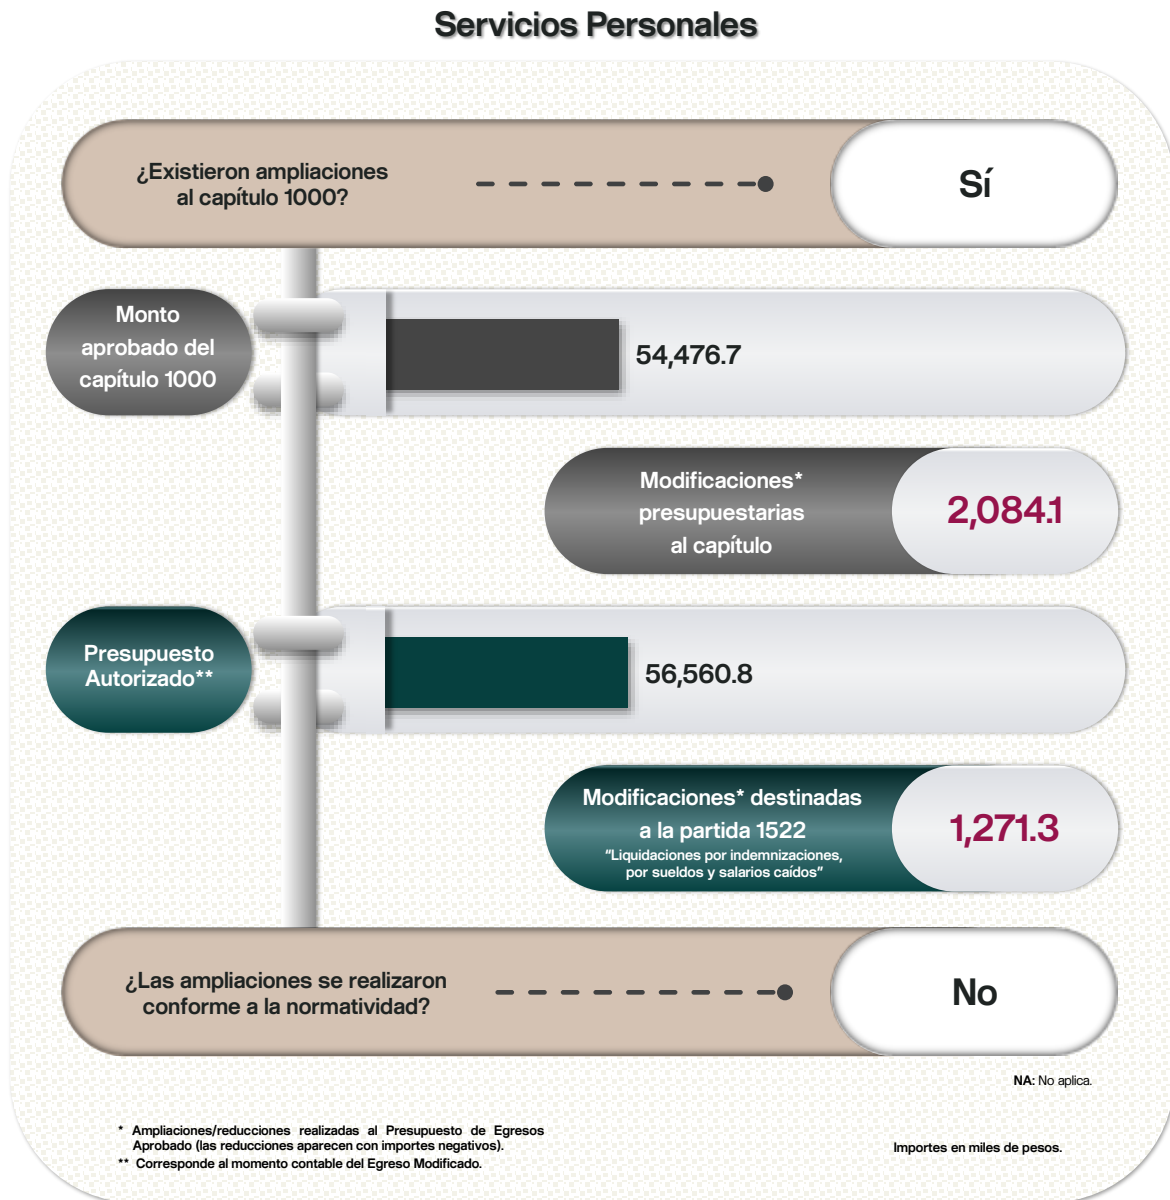 Servicios Personales
¿Existieron ampliaciones
al capítulo 1000?
Sí
Monto
aprobado del
capítulo 1000
54,476.7
Modificaciones*
presupuestarias
al capítulo
2,084.1
Presupuesto
Autorizado**
56,560.8
Modificaciones* destinadas
a la partida 1522
"Liquidaciones por indemnizaciones,
por sueldos y salarios caídos"
1,271.3
¿Las ampliaciones se realizaron
conforme a la normatividad?
No
NA: No aplica.
* Ampliaciones/reducciones realizadas al Presupuesto de Egresos
Aprobado (las reducciones aparecen con importes negativos).
** Corresponde al momento contable del Egreso Modificado.
Importes en miles de pesos.